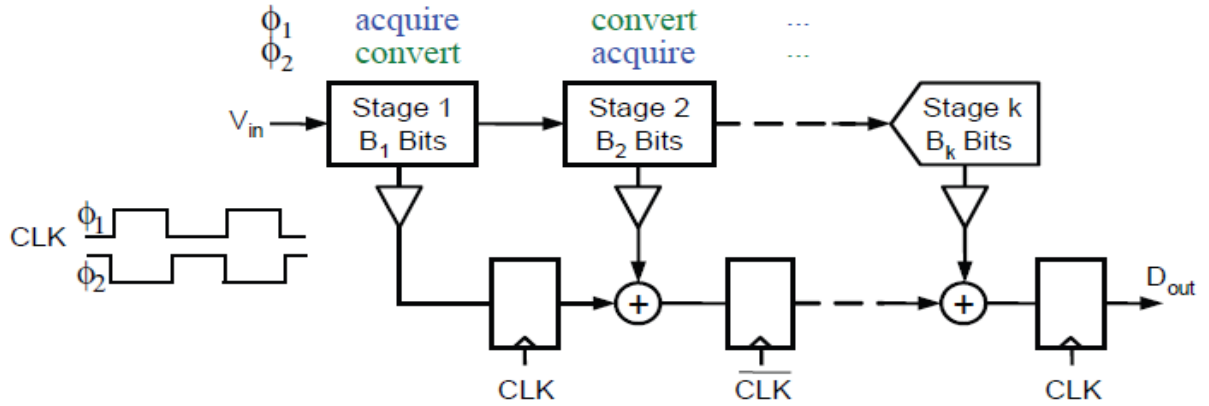 ϕ1 acquire convert ...
ϕ2 convert acquire ...
Vin Stage 1 Stage 2 Stage k
B1 Bits B2 Bits Bk Bits
ϕ1
CLK
ϕ2
Dout
+ +
CLK C̅L̅K̅ CLK